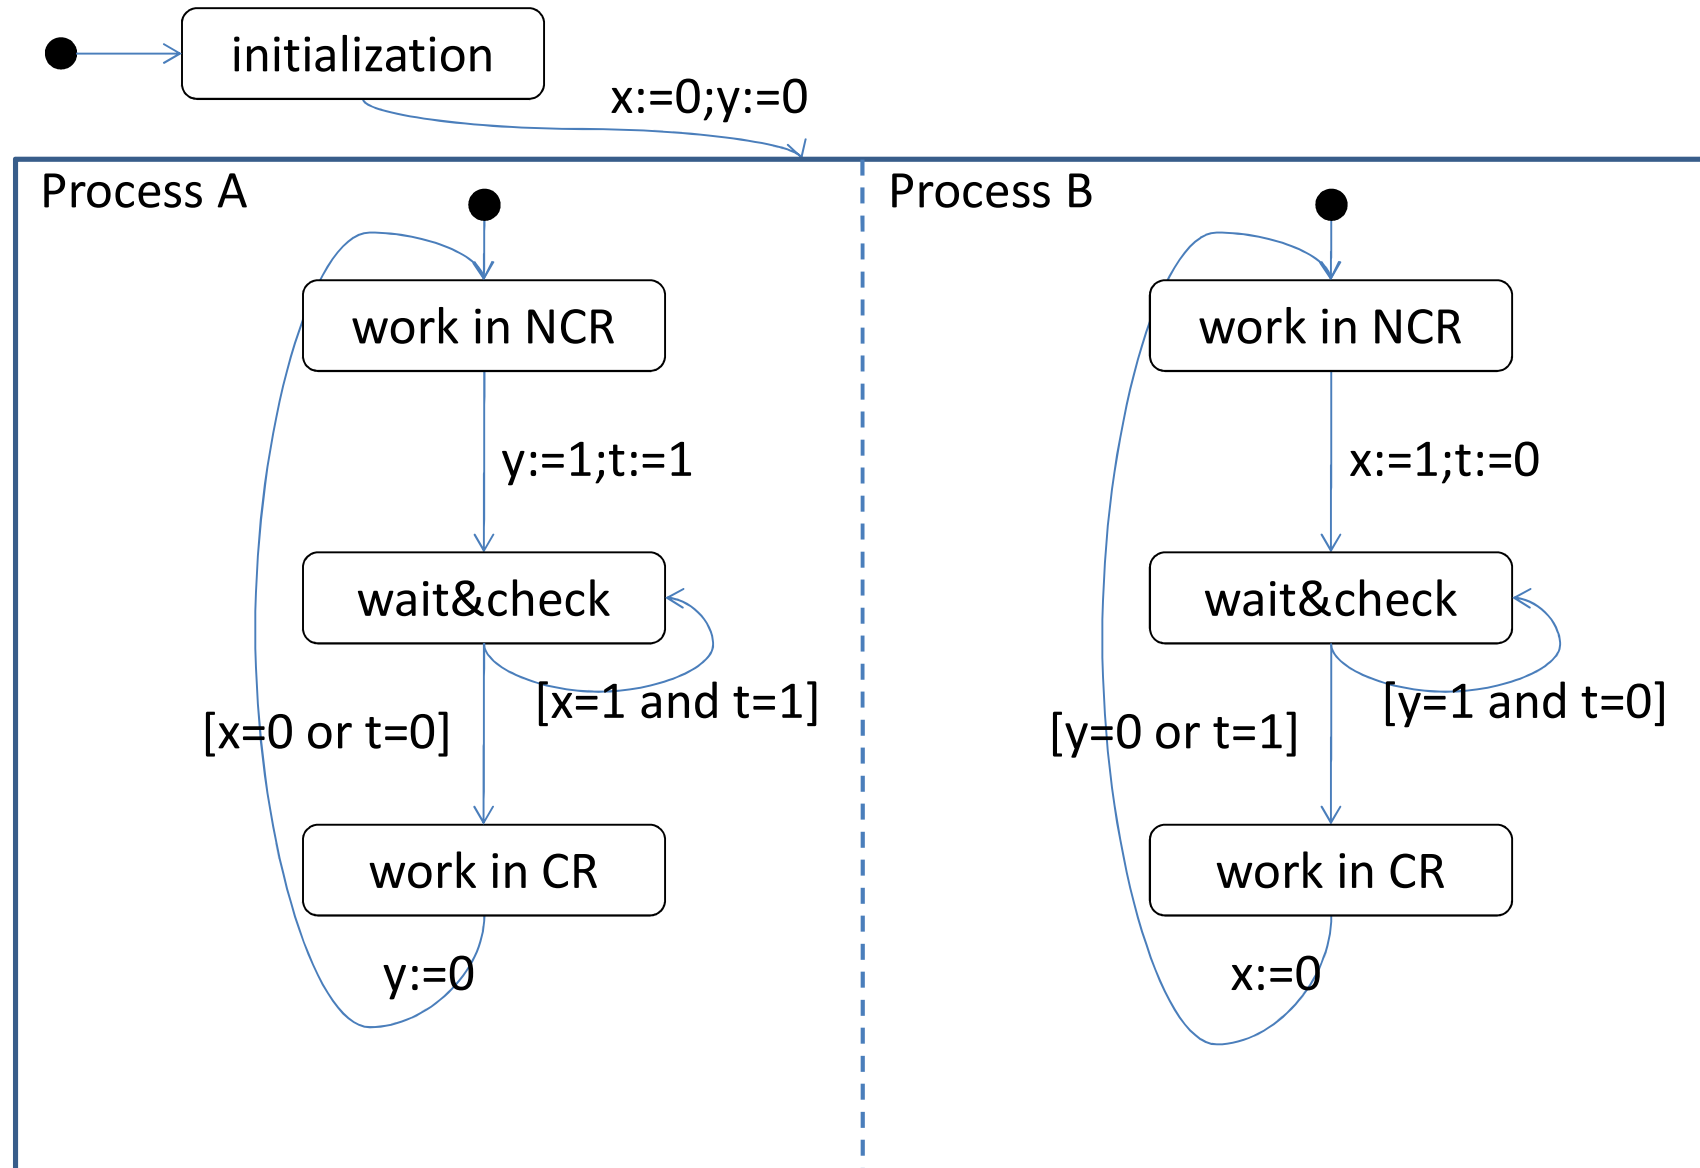 initialization
x:=0;y:=0
Process A
work in NCR
y:=1;t:=1
wait&check
[x=1 and t=1]
[x=0 or t=0]
work in CR
y:=0
Process B
work in NCR
x:=1;t:=0
wait&check
[y=1 and t=0]
[y=0 or t=1]
work in CR
x:=0